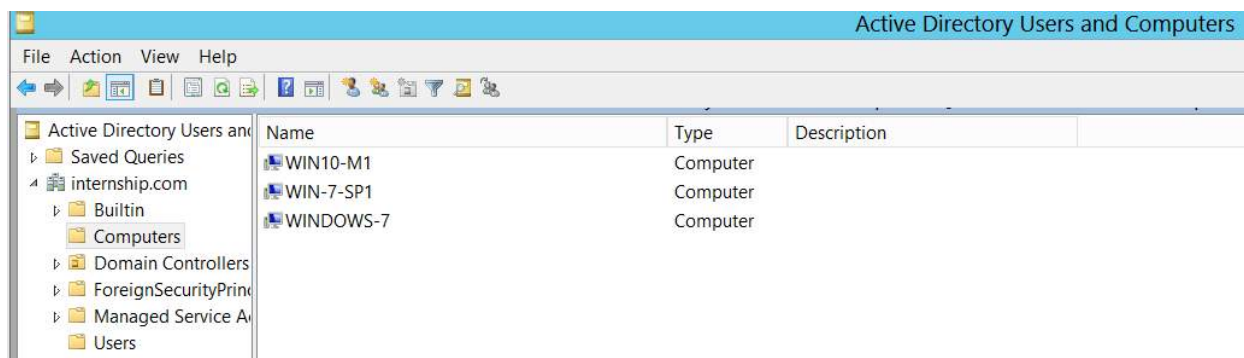 Active Directory Users and Computers
File Action View Help
Active Directory Users and
Saved Queries
internship.com
Builtin
Computers
Domain Controllers
ForeignSecurityPrinc
Managed Service A
Users
Name Type Description
WIN10-M1 Computer
WIN-7-SP1 Computer
WINDOWS-7 Computer